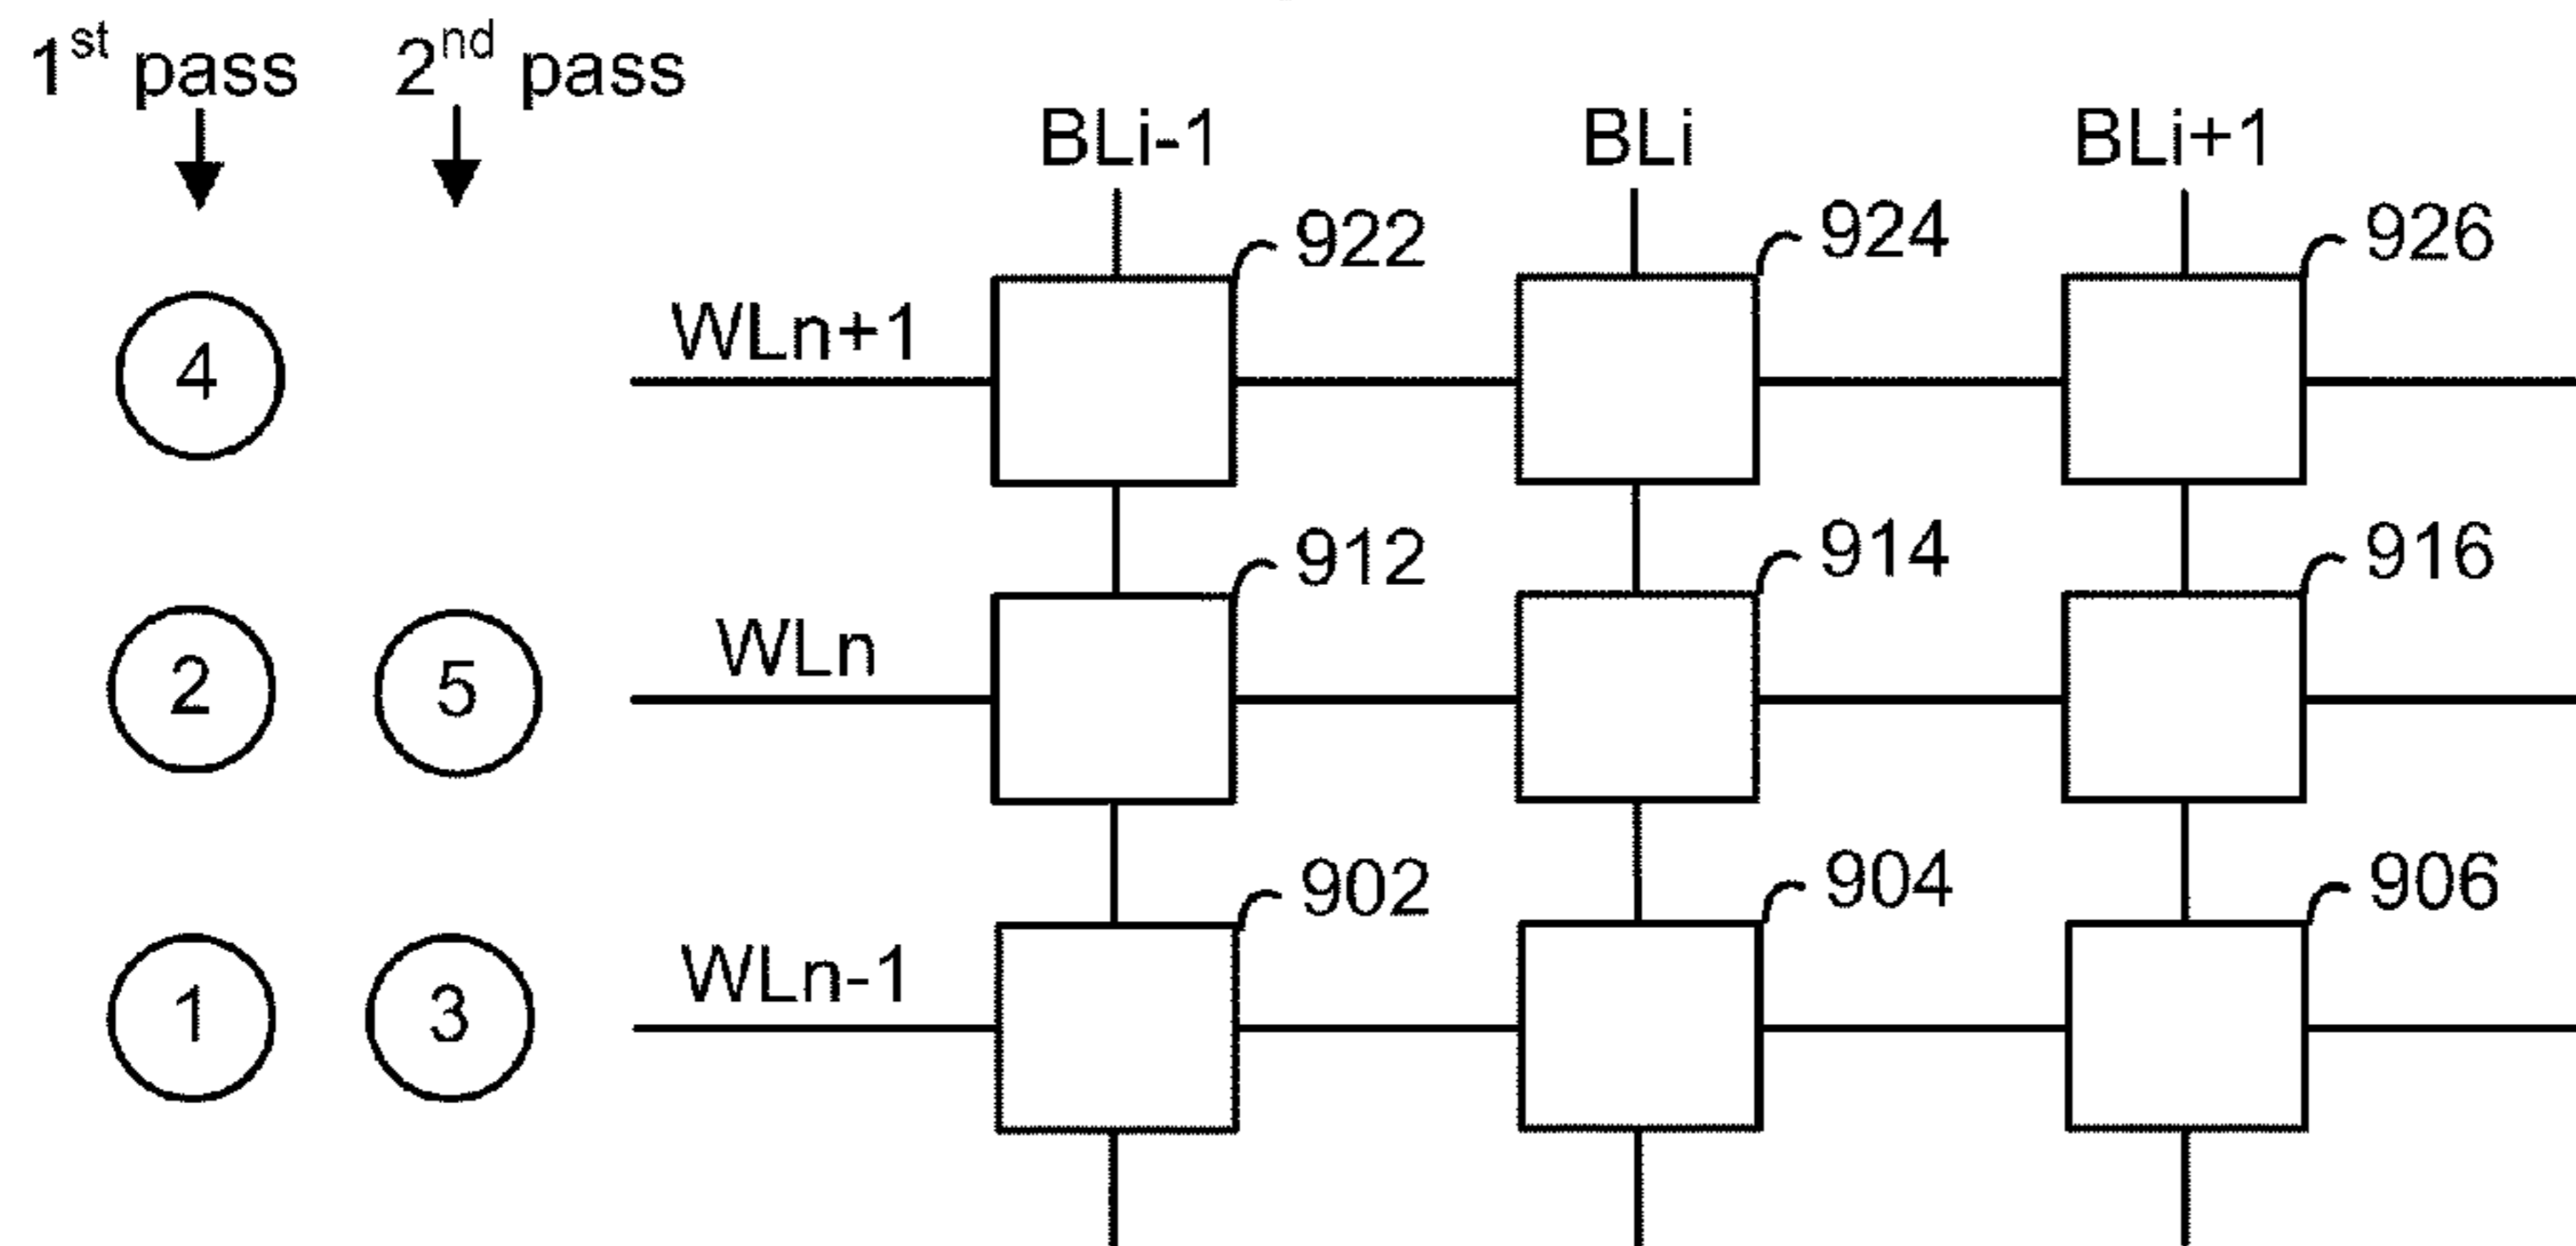 1st pass 2nd pass
BLi-1 BLi BLi+1
922 924 926
4 WLn+1
912 914 916
2 5 WLn
902 904 906
1 3 WLn-1